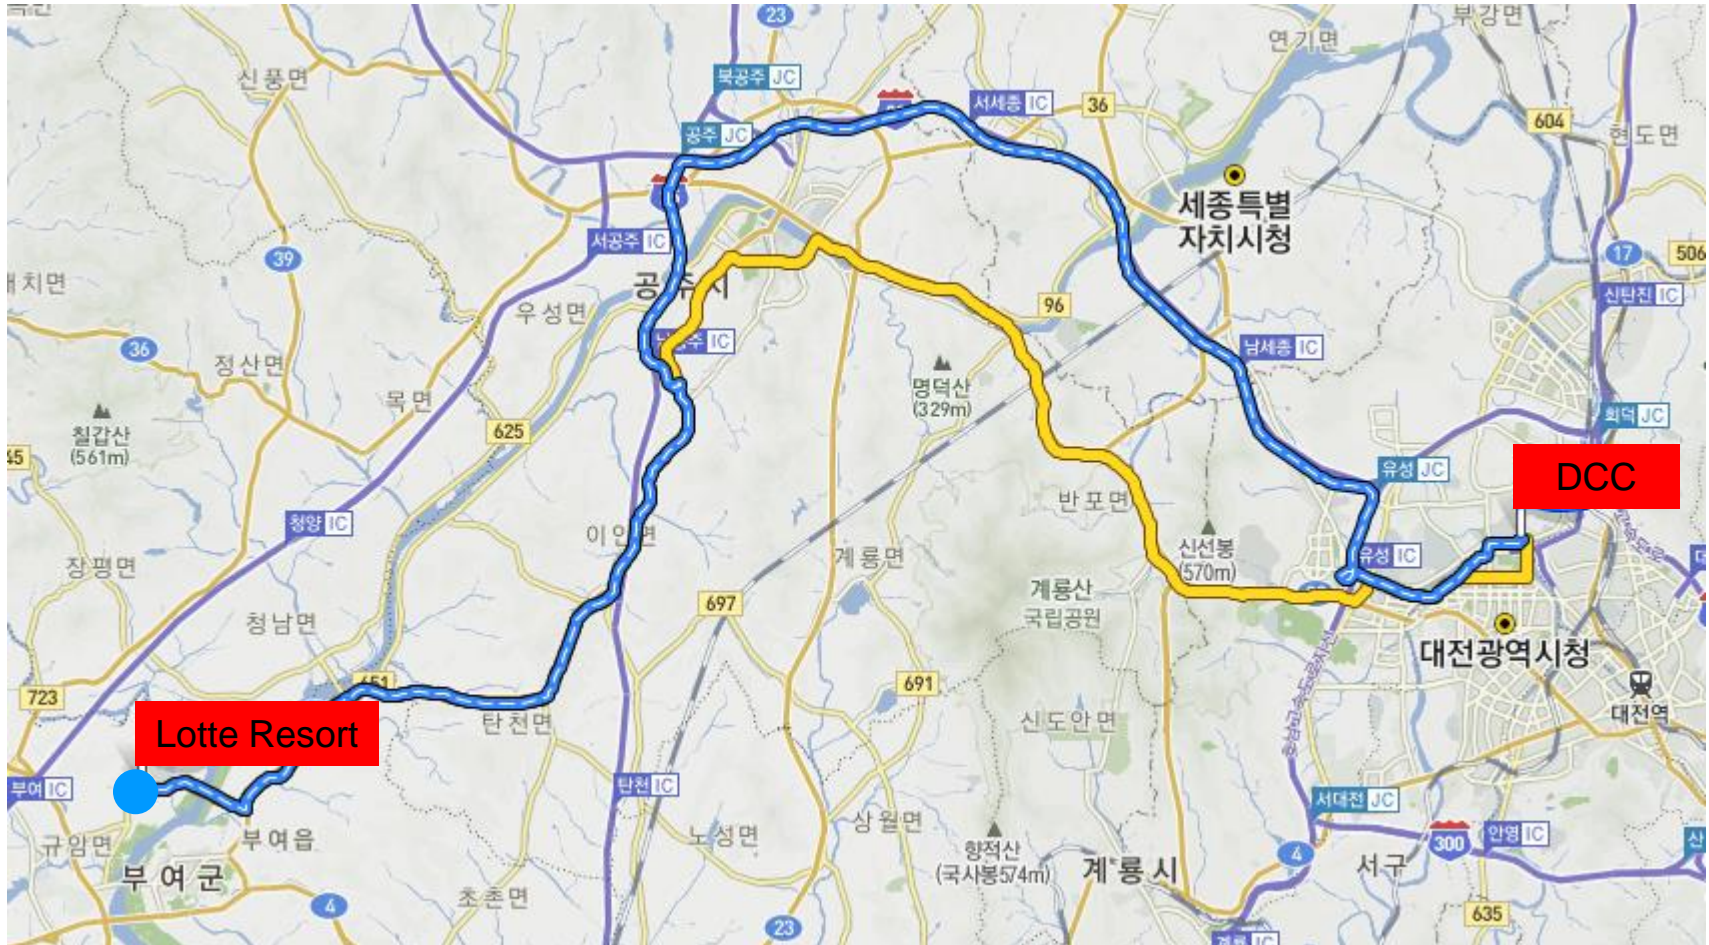 23
부강면
연기면
신풍면
북공주 JC
서세종 IC
36
604
공주 JC
현도면
세종특별
자치시청
서공주 IC
39
17
506
공주시
신탄진 IC
96
우성면
IC
남세종 IC
36
정산면
명덕산
(329m)
목면
회덕 JC
칠갑산
(561m)
625
45
유성 JC
DCC
반포면
청양 IC
이인면
신선봉
(570m)
유성 IC
장평면
계룡면
계룡산
국립공원
697
청남면
대전광역시청
651
691
723
대전역
탄천면
신도안면
Lotte Resort
부여 IC
탄천 IC
서대전 JC
상월면
안영 IC
300
산
규암면
부여읍
노성면
향적산
(국사봉574m)
4
서구
계룡시
부여군
초촌면
4
23
635
계룡 IC